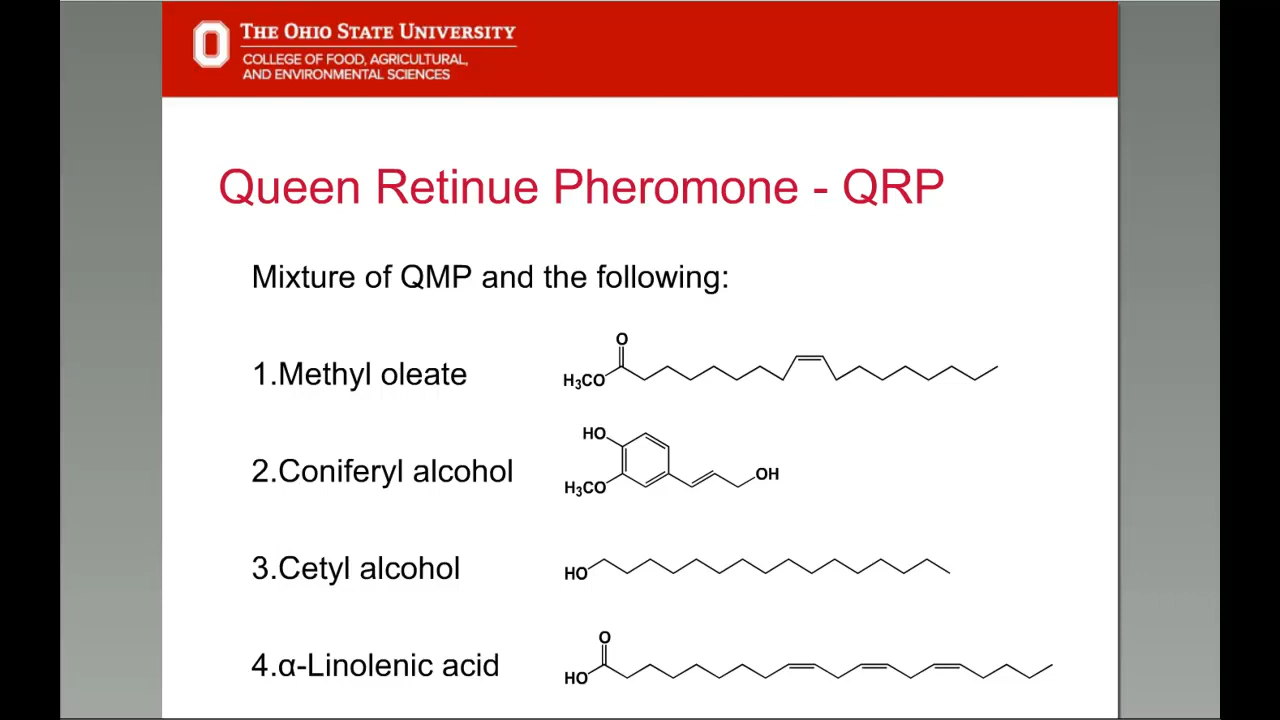 THE OHIO STATE UNIVERSITY
COLLEGE OF FOOD, AGRICULTURAL,
AND ENVIRONMENTAL SCIENCES
Queen Retinue Pheromone - QRP
Mixture of QMP and the following:
1.Methyl oleate
O
H₃CO
2.Coniferyl alcohol
HO
H₃CO
OH
3.Cetyl alcohol
HO
4.α-Linolenic acid
O
HO